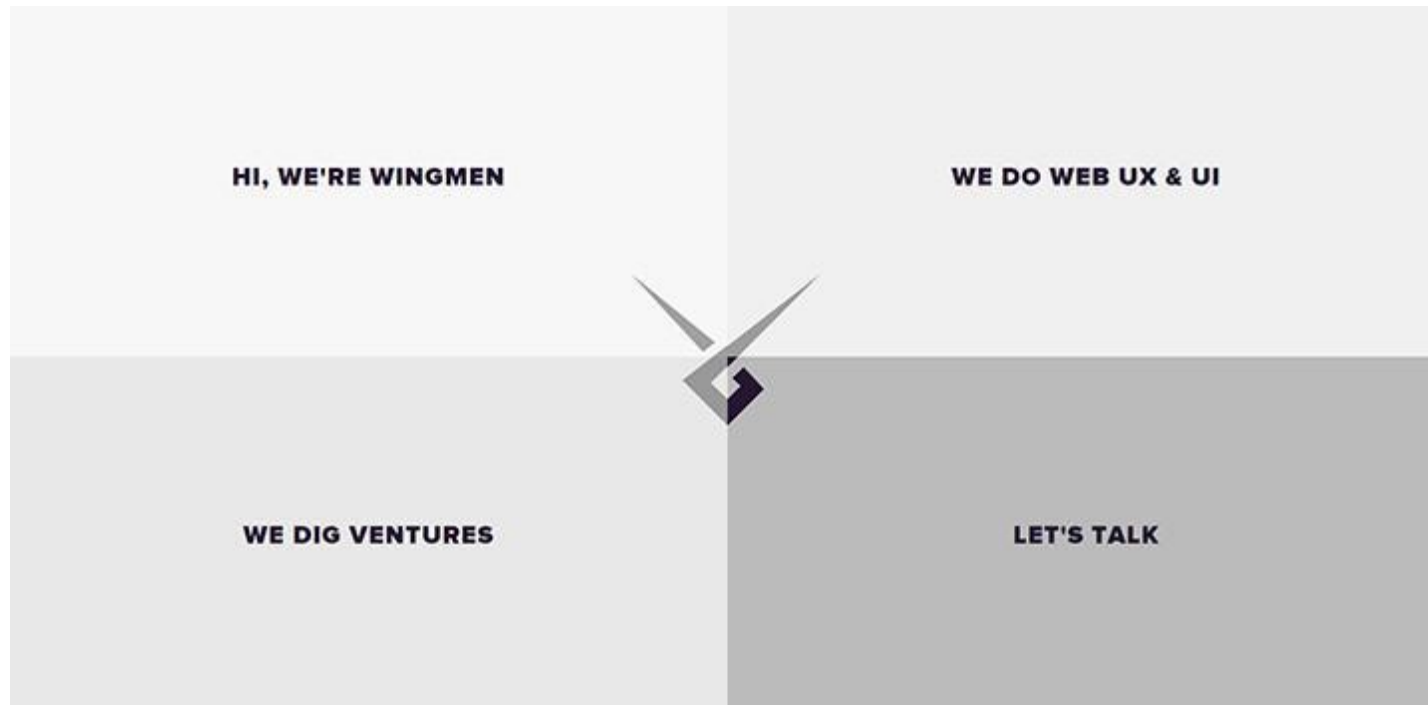 HI, WE'RE WINGMEN
WE DO WEB UX & UI
WE DIG VENTURES
LET'S TALK